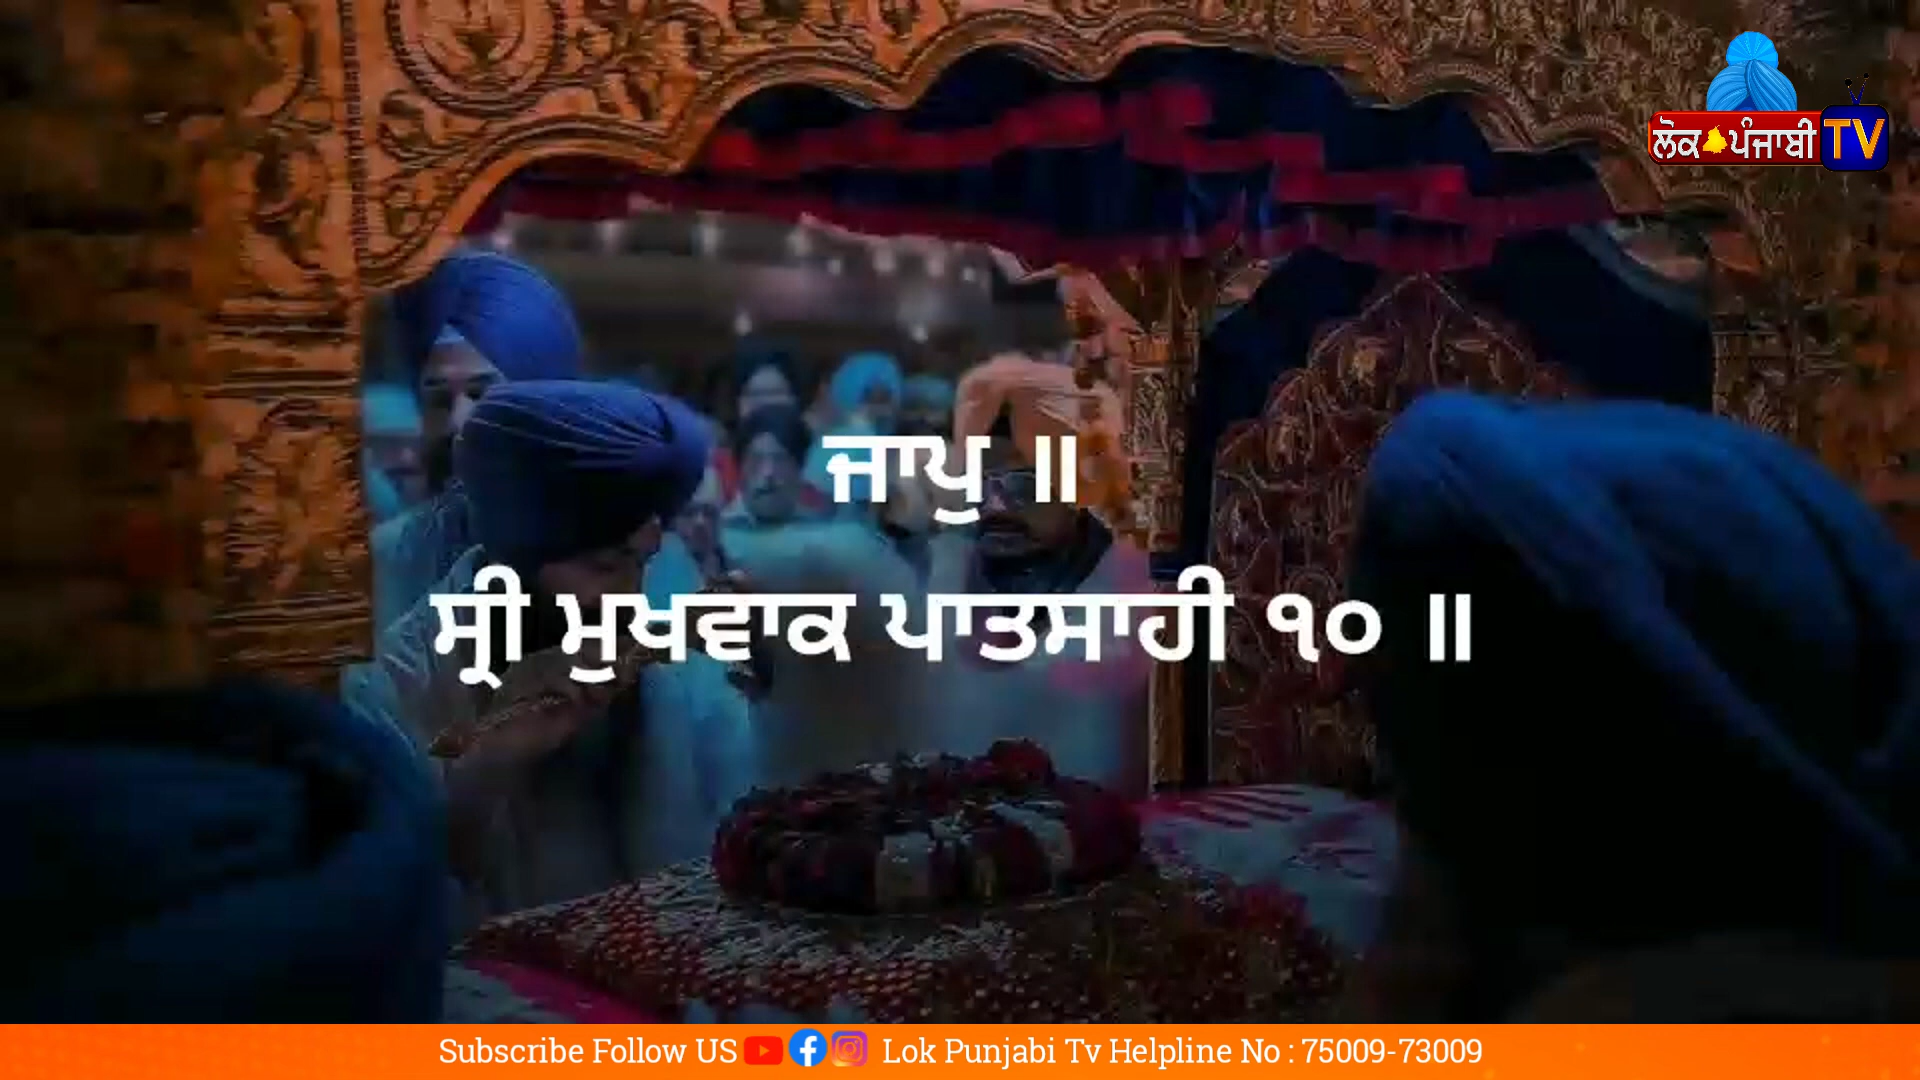 ਲੋਕ ਪੰਜਾਬੀ TV
ਜਾਪੁ ॥
ਸ੍ਰੀ ਮੁਖਵਾਕ ਪਾਤਸਾਹੀ ੧੦ ॥
Subscribe Follow US Lok Punjabi Tv Helpline No : 75009-73009